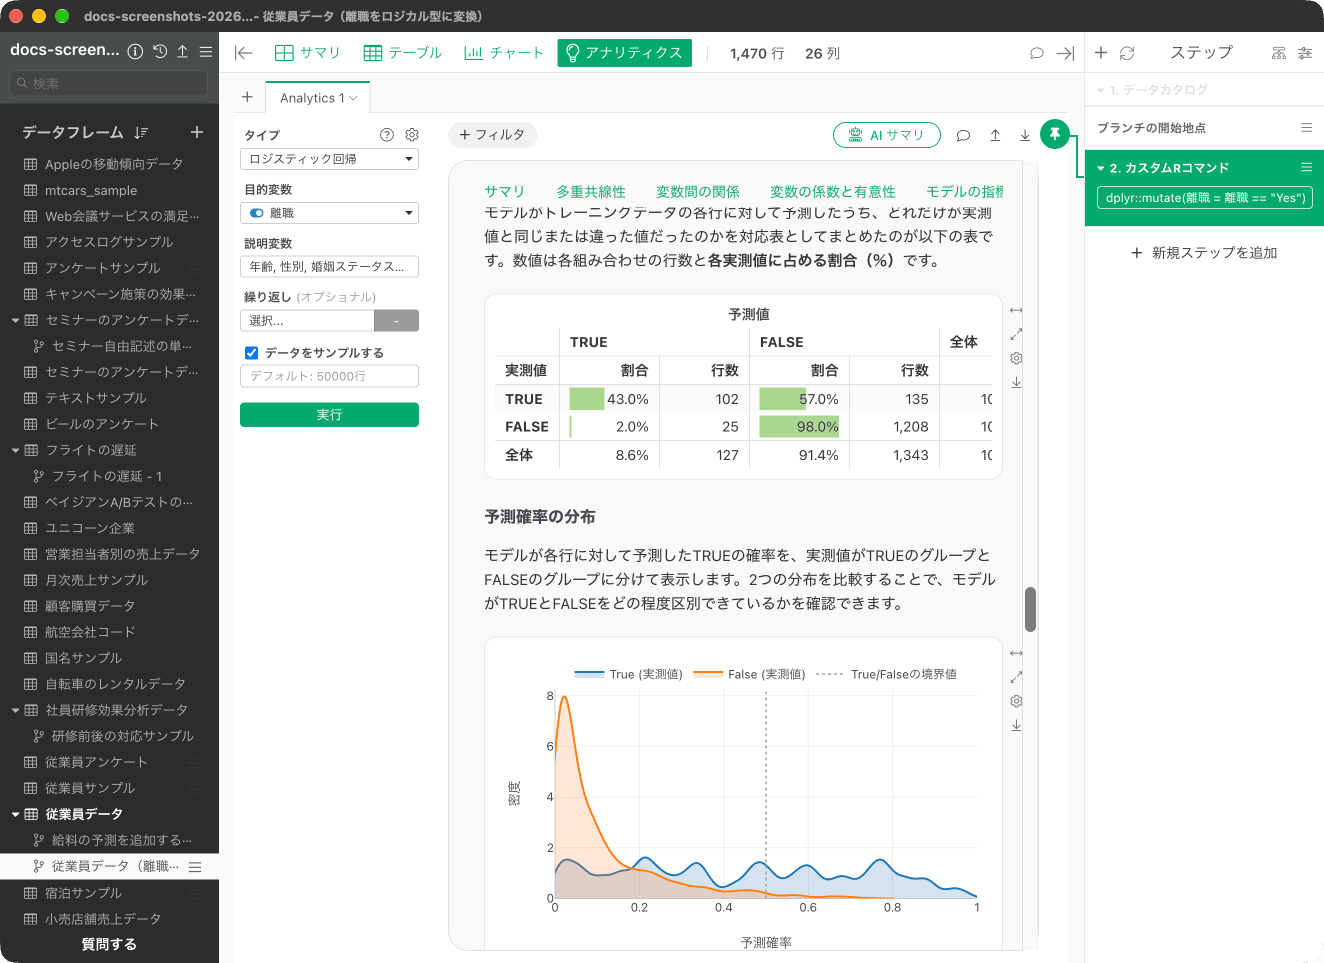 docs-screenshots-2026...- 従業員データ（離職をロジカル型に変換）
docs-screen...
検索
データフレーム
Appleの移動傾向データ
mtcars_sample
Web会議サービスの満足…
アクセスログサンプル
アンケートサンプル
キャンペーン施策の効果…
セミナーのアンケートデ…
セミナー自由記述の単…
セミナーのアンケートデ…
テキストサンプル
ビールのアンケート
フライトの遅延
フライトの遅延 - 1
ベイジアンA/Bテストの…
ユニコーン企業
営業担当者別の売上データ
月次売上サンプル
顧客購買データ
航空会社コード
国名サンプル
自転車のレンタルデータ
社員研修効果分析データ
研修前後の対応サンプル
従業員アンケート
従業員サンプル
従業員データ
給料の予測を追加する…
従業員データ（離職…
宿泊サンプル
小売店舗売上データ
質問する
サマリ
テーブル
チャート
アナリティクス
1,470 行
26 列
Analytics 1
タイプ
ロジスティック回帰
目的変数
離職
説明変数
年齢, 性別, 婚姻ステータス...
繰り返し (オプショナル)
選択...
-
データをサンプルする
デフォルト: 50000行
実行
+ フィルタ
AI サマリ
サマリ 多重共線性 変数間の関係 変数の係数と有意性 モデルの指標
モデルがトレーニングデータの各行に対して予測したうち、どれだけが実測
値と同じまたは違った値だったのかを対応表としてまとめたのが以下の表で
す。数値は各組み合わせの行数と各実測値に占める割合（%）です。
予測値
TRUE FALSE 全体
実測値 割合 行数 割合 行数
TRUE 43.0% 102 57.0% 135 10
FALSE 2.0% 25 98.0% 1,208 10
全体 8.6% 127 91.4% 1,343 10
予測確率の分布
モデルが各行に対して予測したTRUEの確率を、実測値がTRUEのグループと
FALSEのグループに分けて表示します。2つの分布を比較することで、モデル
がTRUEとFALSEをどの程度区別できているかを確認できます。
True (実測値) False (実測値) True/Falseの境界値
8
6
4
2
0
密度
0 0.2 0.4 0.6 0.8 1
予測確率
ステップ
1. データカタログ
ブランチの開始地点
2. カスタムRコマンド
dplyr::mutate(離職 = 離職 == "Yes")
+ 新規ステップを追加